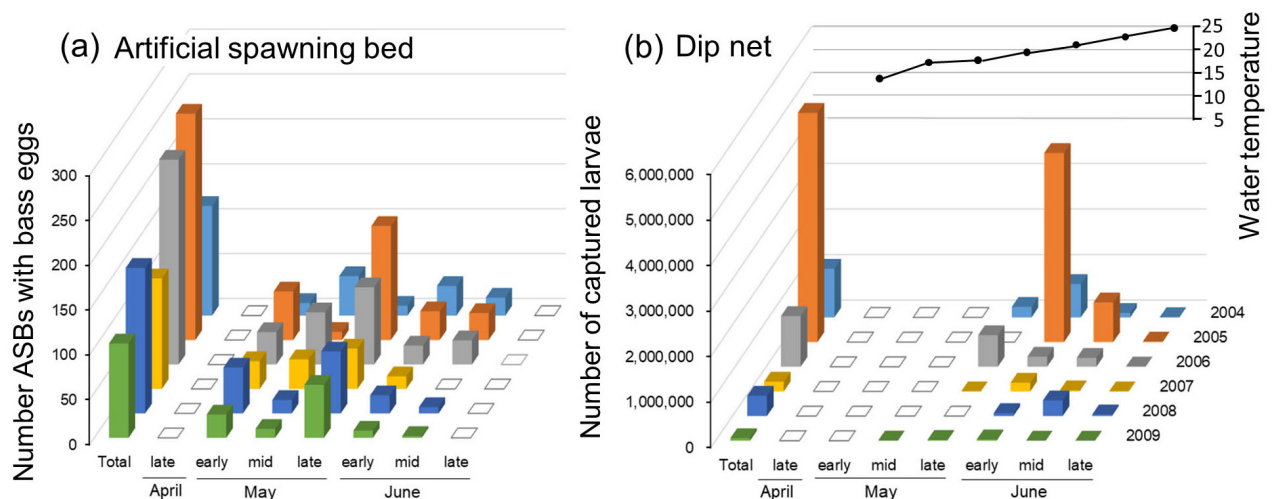 (a) Artificial spawning bed
Number ASBs with bass eggs
300
250
200
150
100
50
0
Total late early mid late early mid late
April May June
(b) Dip net
Number of captured larvae
6,000,000
5,000,000
4,000,000
3,000,000
2,000,000
1,000,000
0
Total late early mid late early mid late
April May June
25
20
15
10
5
Water temperature
2004
2005
2006
2007
2008
2009